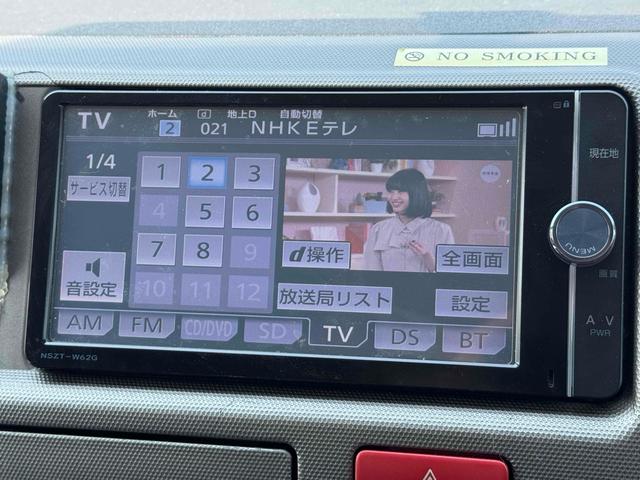 NO SMOKING
TV
ホーム 2
d 地上D 自動切替
021 NHKEテレ
現在地
1/4
サービス切替
1 2 3
4 5 6
7 8 9
10 11 12
音設定
d操作
全画面
放送局リスト
設定
MENU
画質
AM FM CD/DVD SD TV DS BT
A V
PWR
NSZT-W62G